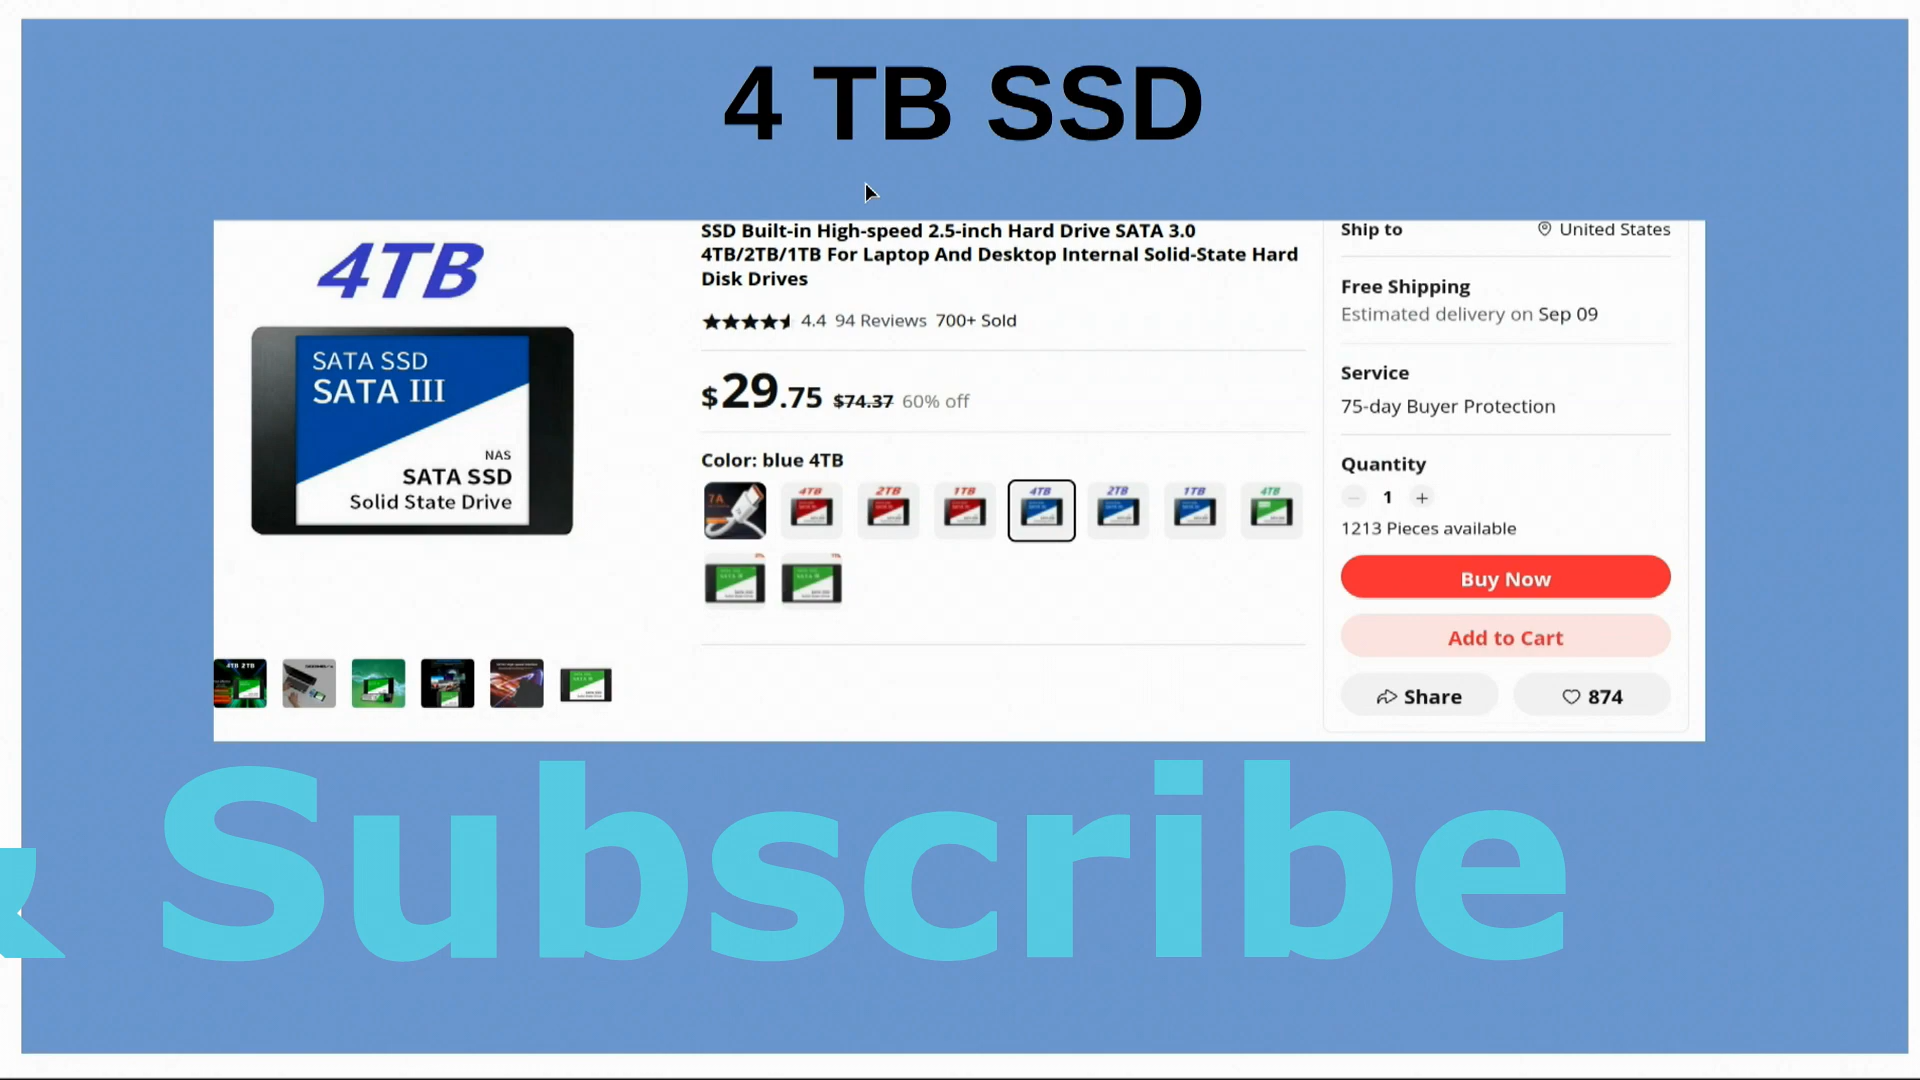 4 TB SSD
4TB
SATA SSD
SATA III
NAS
SATA SSD
Solid State Drive
4TB 2TB
SSD Built-in High-speed 2.5-inch Hard Drive SATA 3.0
4TB/2TB/1TB For Laptop And Desktop Internal Solid-State Hard
Disk Drives
4.4 94 Reviews 700+ Sold
$29.75 $74.37 60% off
Color: blue 4TB
7A 4TB 2TB 1TB 4TB 2TB 1TB 4TB
Ship to United States
Free Shipping
Estimated delivery on Sep 09
Service
75-day Buyer Protection
Quantity
1
1213 Pieces available
Buy Now
Add to Cart
Share 874
& Subscribe